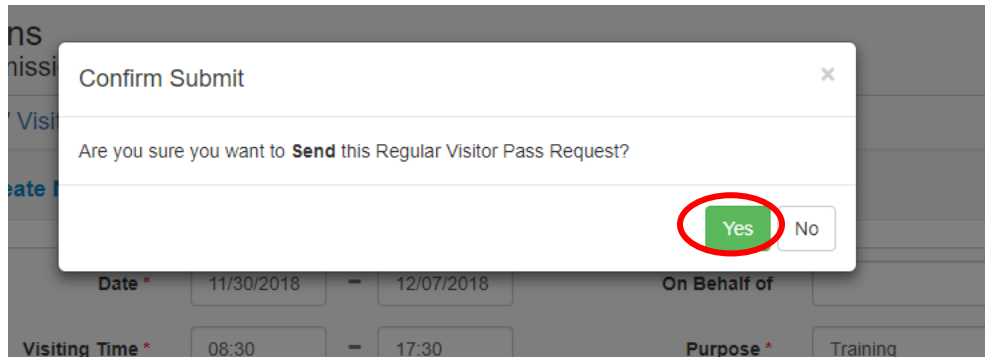 ns
Confirm Submit ×
Are you sure you want to Send this Regular Visitor Pass Request?
Yes No
Date * 11/30/2018 – 12/07/2018 On Behalf of
Visiting Time * 08:30 – 17:30 Purpose * Training